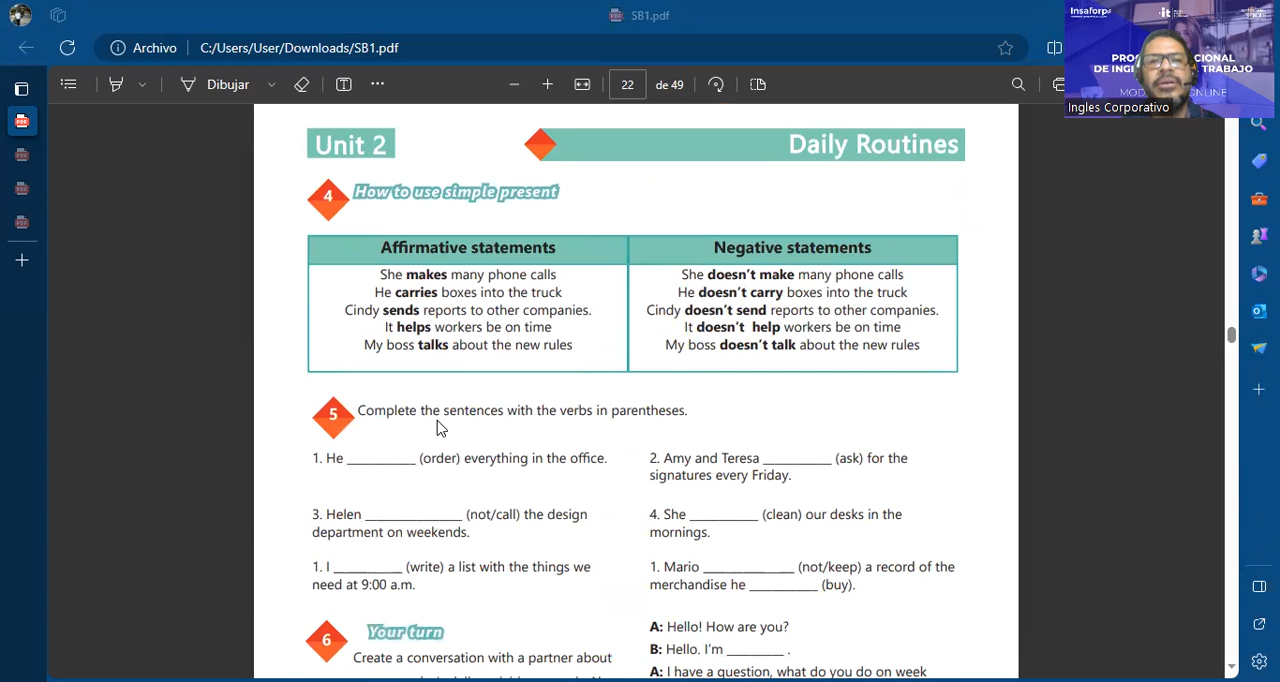 SB1.pdf
Archivo
C:/Users/User/Downloads/SB1.pdf
Dibujar
22
de 49
Insaforp
it
PRO CIONAL
DE ING TRABAJO
MOD NLINE
Ingles Corporativo
Unit 2
Daily Routines
4
How to use simple present
Affirmative statements
She makes many phone calls
He carries boxes into the truck
Cindy sends reports to other companies.
It helps workers be on time
My boss talks about the new rules
Negative statements
She doesn't make many phone calls
He doesn't carry boxes into the truck
Cindy doesn't send reports to other companies.
It doesn't help workers be on time
My boss doesn't talk about the new rules
5
Complete the sentences with the verbs in parentheses.
1. He __________ (order) everything in the office.
2. Amy and Teresa __________ (ask) for the
signatures every Friday.
3. Helen ______________ (not/call) the design
department on weekends.
4. She __________ (clean) our desks in the
mornings.
1. I __________ (write) a list with the things we
need at 9:00 a.m.
1. Mario _____________ (not/keep) a record of the
merchandise he __________ (buy).
6
Your turn
Create a conversation with a partner about
A: Hello! How are you?
B: Hello. I'm ________ .
A: I have a question, what do you do on week